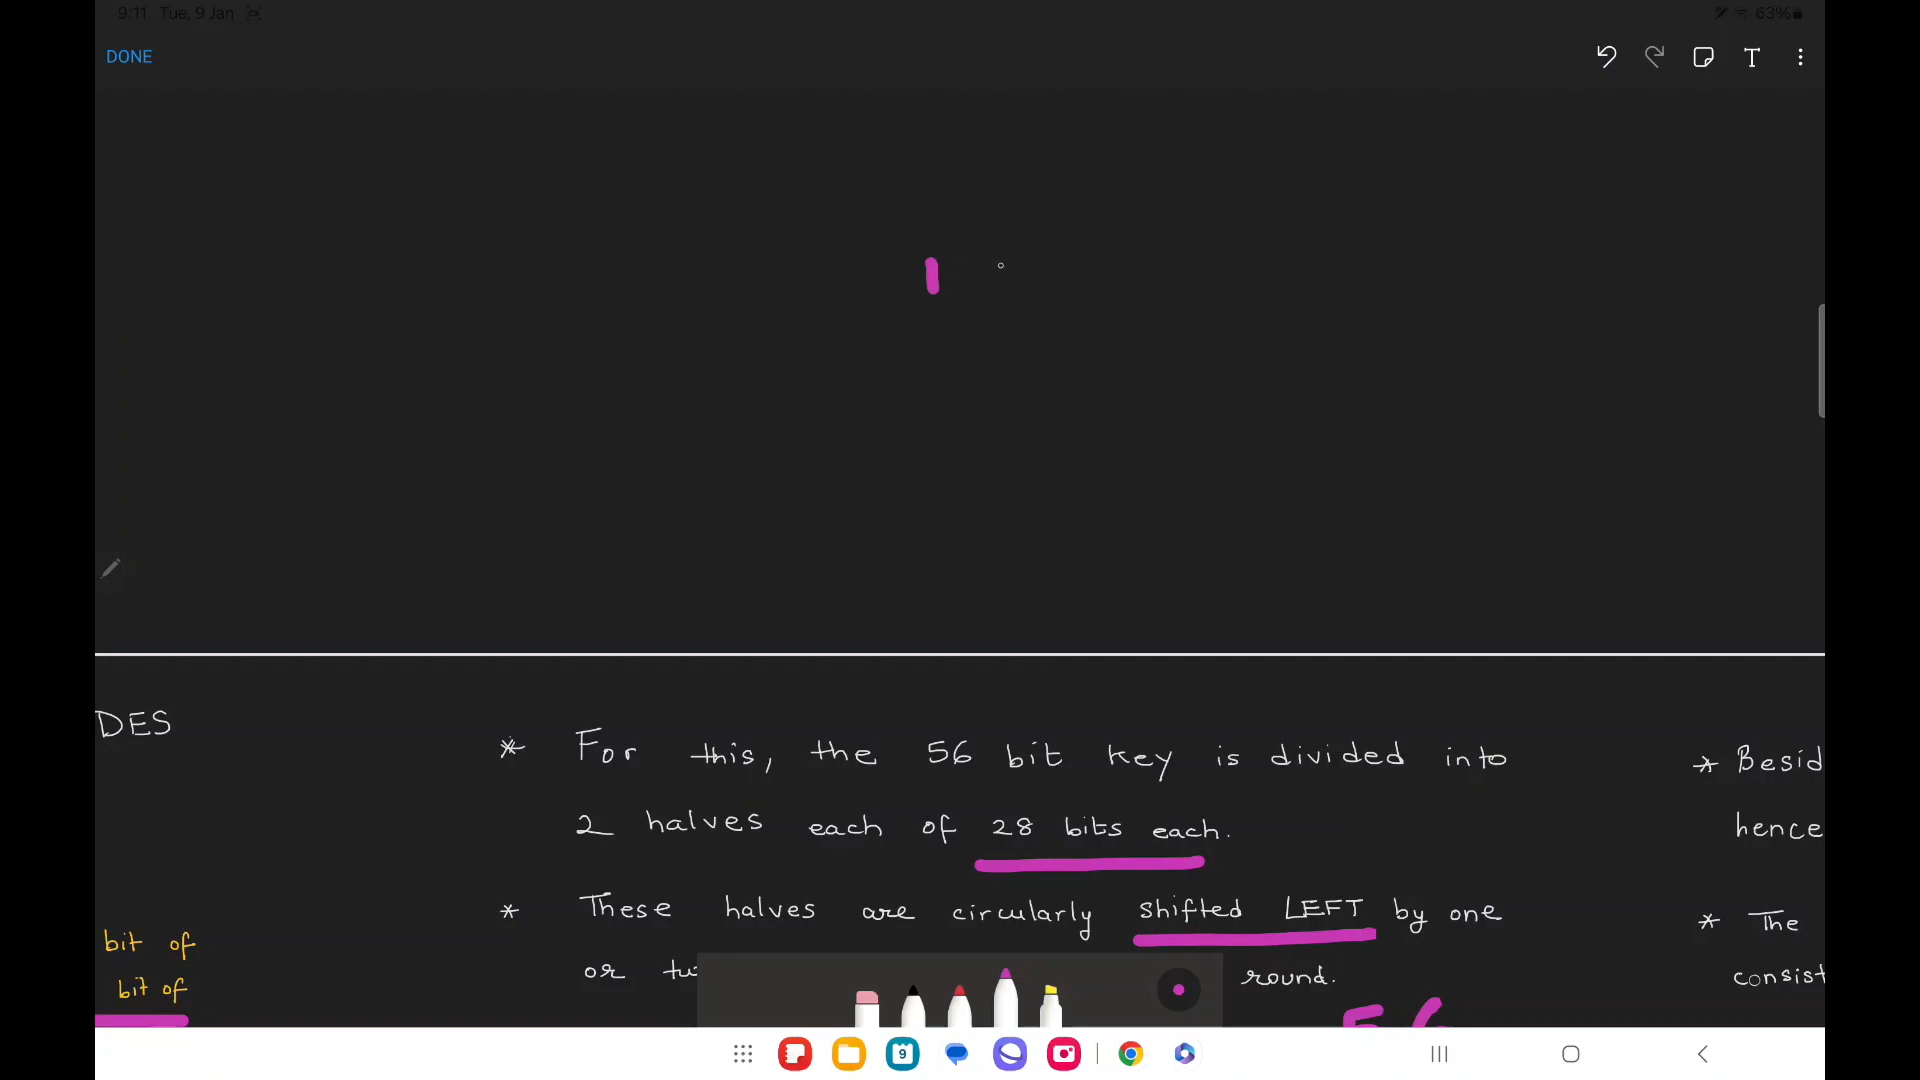 9:11 Tue, 9 Jan
63%
DONE
T
1
DES
* For this, the 56 bit key is divided into
2 halves each of 28 bits each.
* These halves are circularly shifted LEFT by one
or round.
56
bit of
bit of
* Besid
hence
* The
consist
9